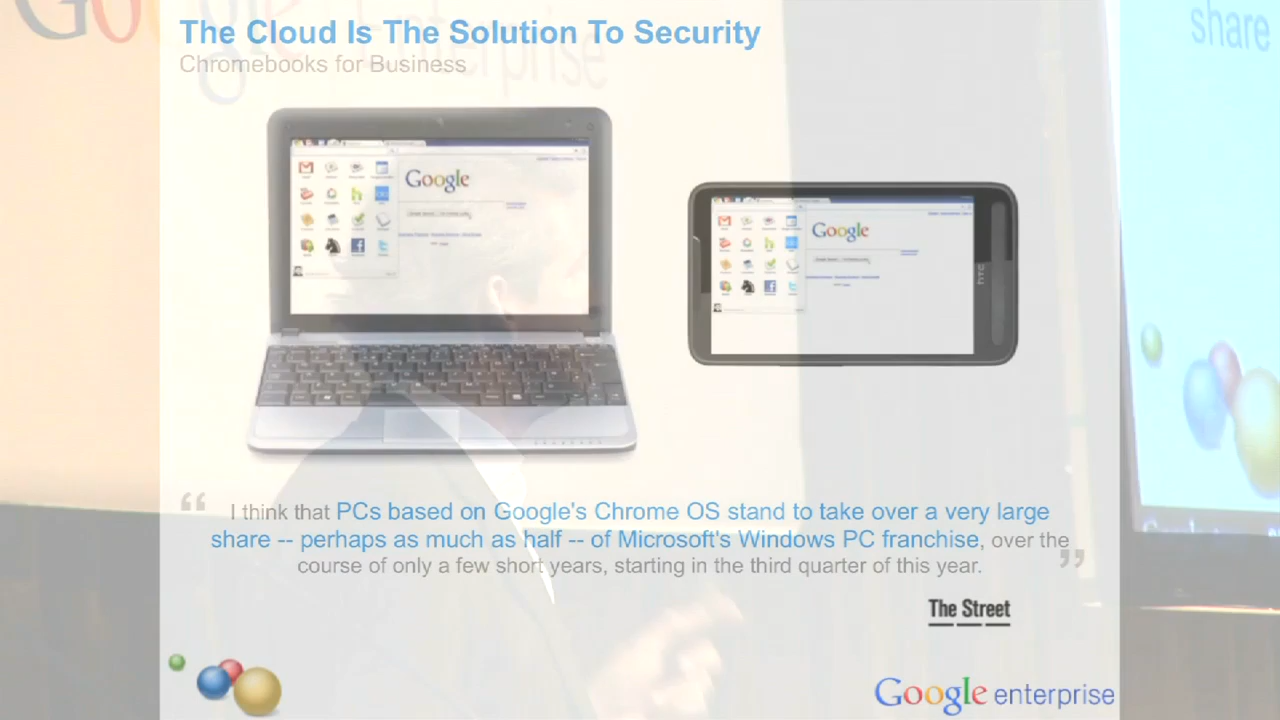 The Cloud Is The Solution To Security
Chromebooks for Business
Google
Google
hTC
share
“ I think that PCs based on Google's Chrome OS stand to take over a very large
share -- perhaps as much as half -- of Microsoft's Windows PC franchise, over the
course of only a few short years, starting in the third quarter of this year. ”
The Street
Google enterprise